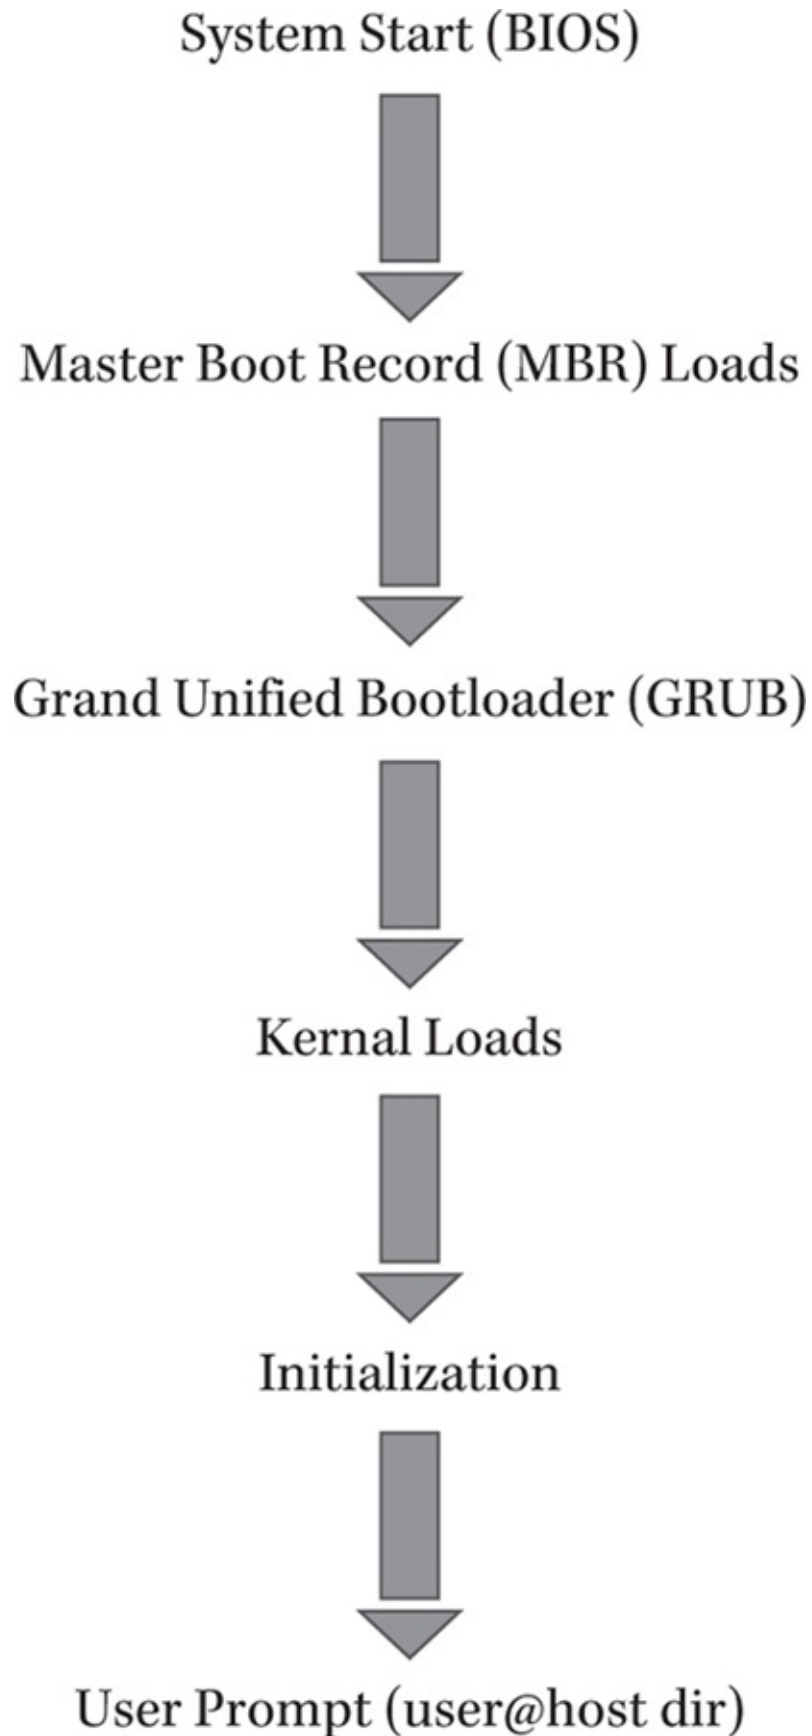 System Start (BIOS)
Master Boot Record (MBR) Loads
Grand Unified Bootloader (GRUB)
Kernal Loads
Initialization
User Prompt (user@host dir)